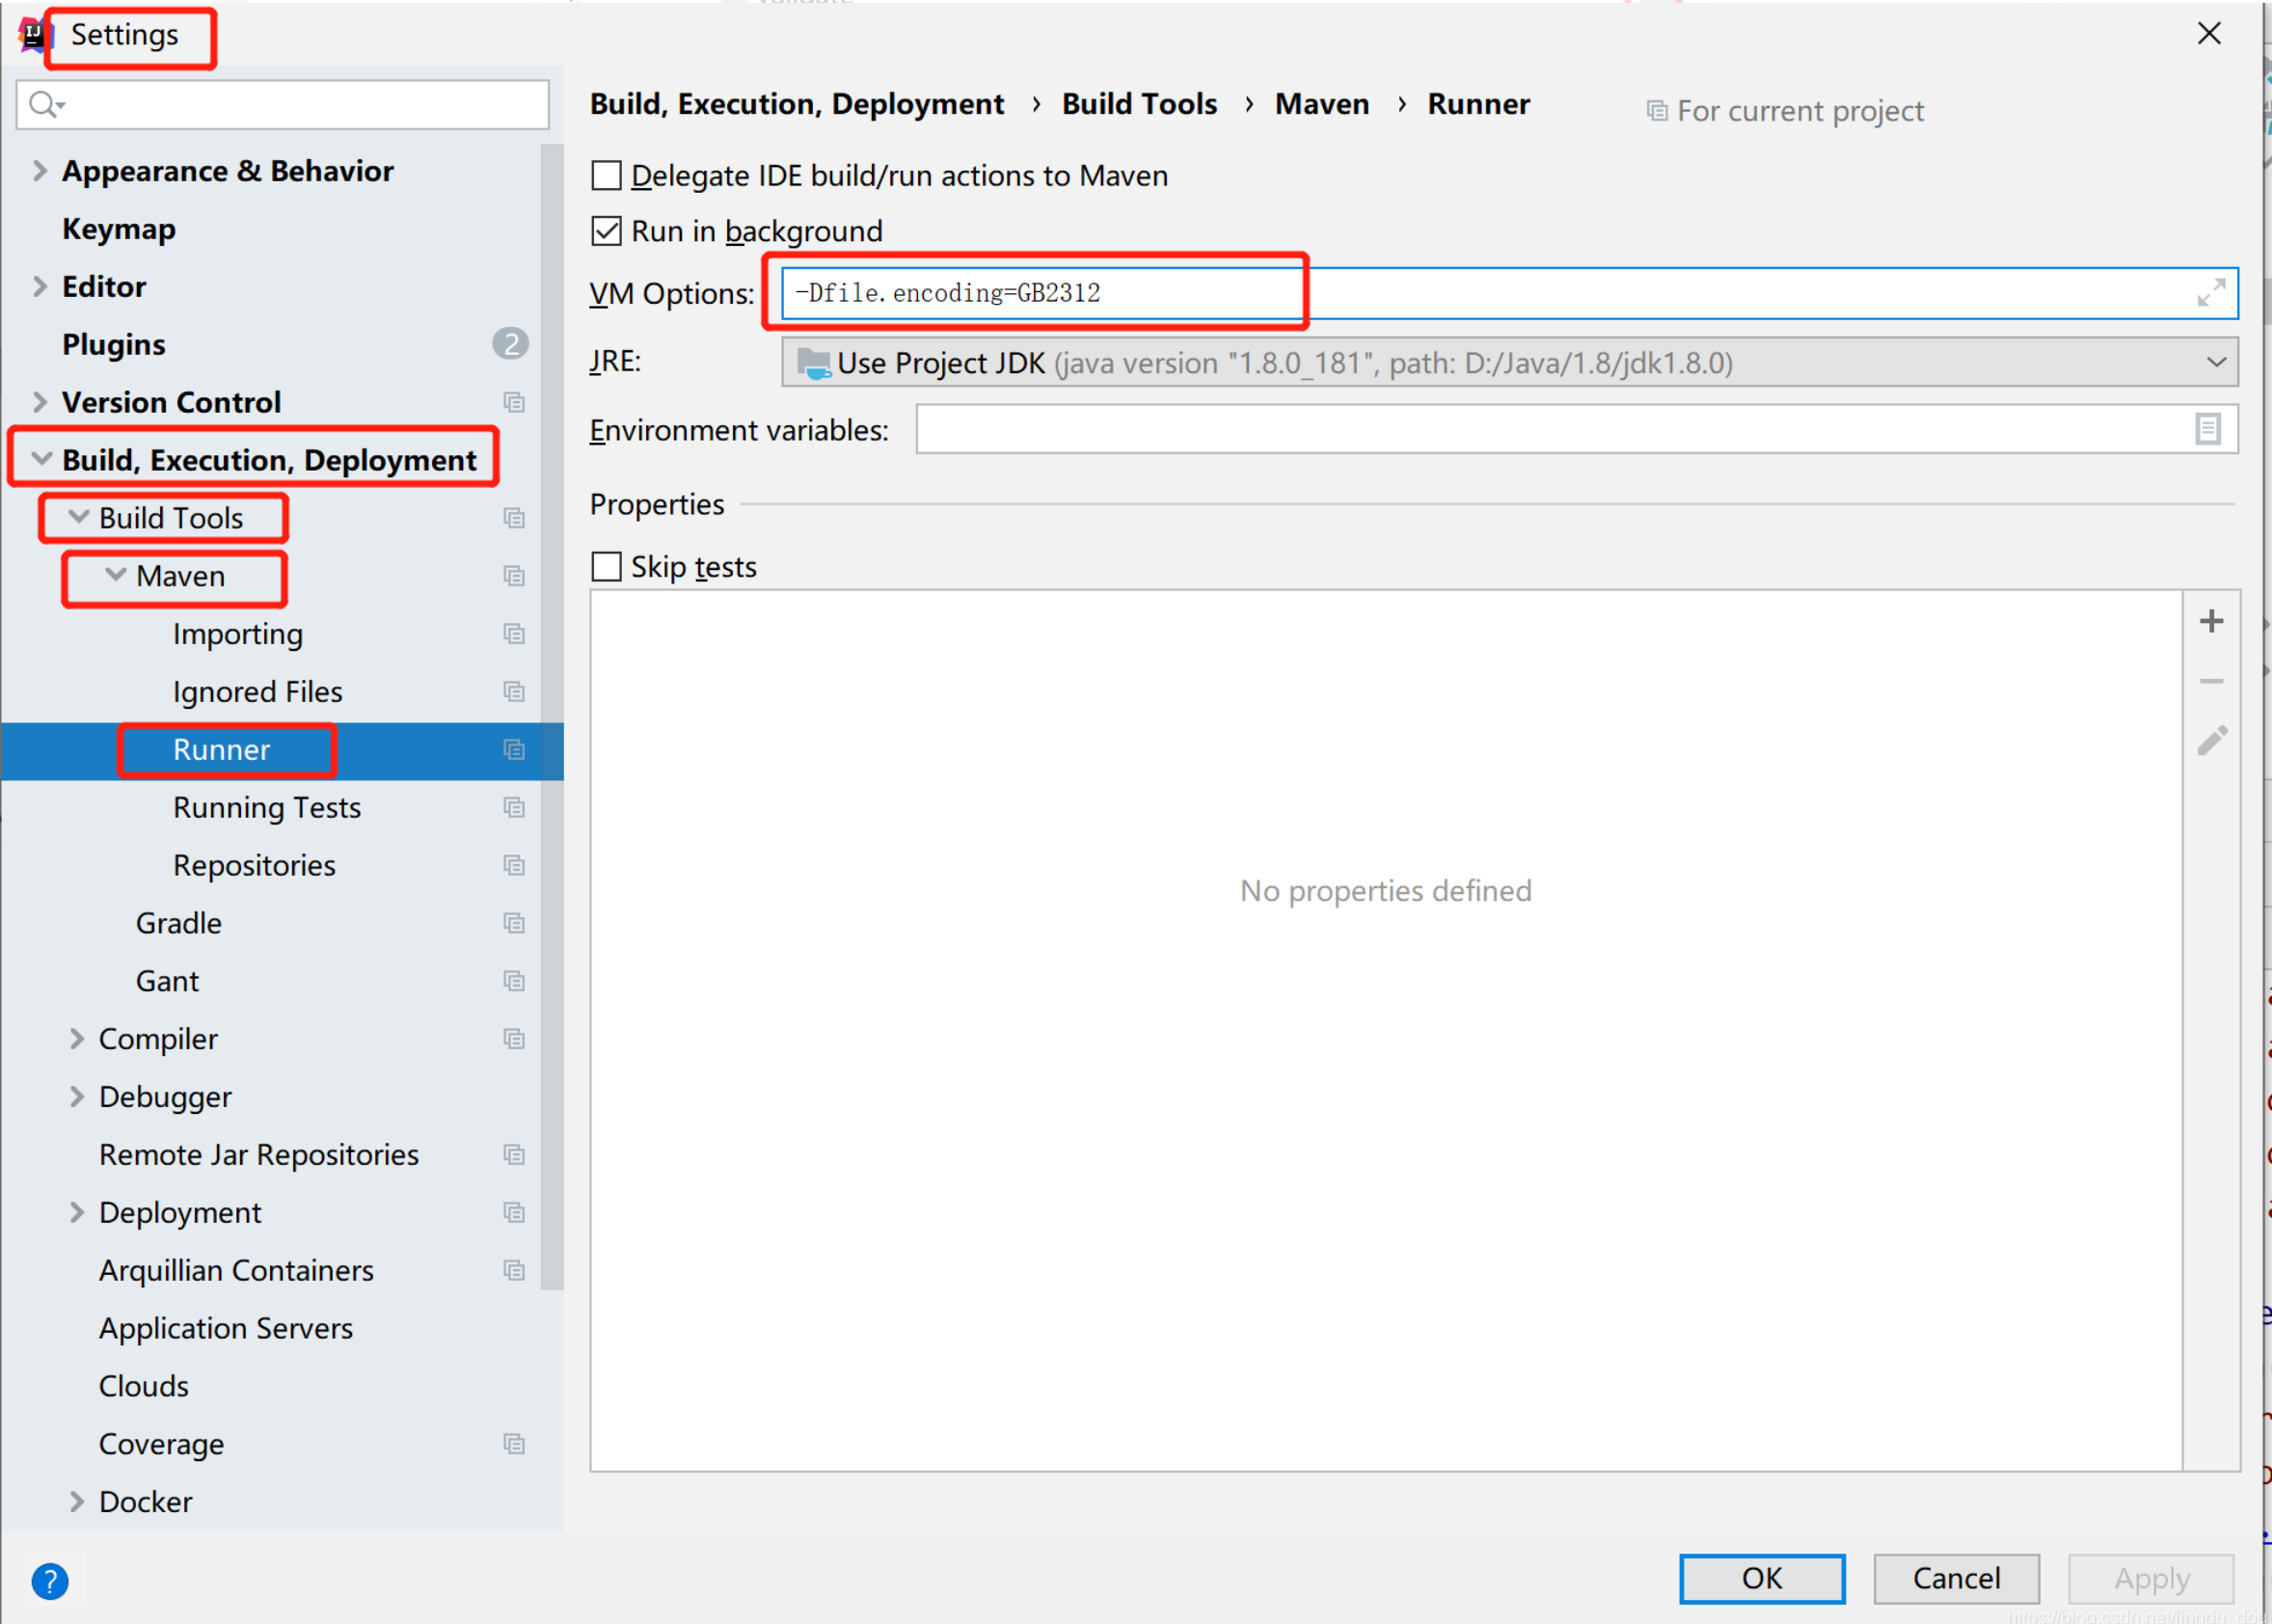 validate
IJ
Settings
Build, Execution, Deployment › Build Tools › Maven › Runner
For current project
Appearance & Behavior
Keymap
Editor
Plugins
2
Version Control
Build, Execution, Deployment
Build Tools
Maven
Importing
Ignored Files
Runner
Running Tests
Repositories
Gradle
Gant
Compiler
Debugger
Remote Jar Repositories
Deployment
Arquillian Containers
Application Servers
Clouds
Coverage
Docker
Delegate IDE build/run actions to Maven
Run in background
VM Options: -Dfile.encoding=GB2312
JRE: Use Project JDK (java version "1.8.0_181", path: D:/Java/1.8/jdk1.8.0)
Environment variables:
Properties
Skip tests
No properties defined
?
OK
Cancel
Apply